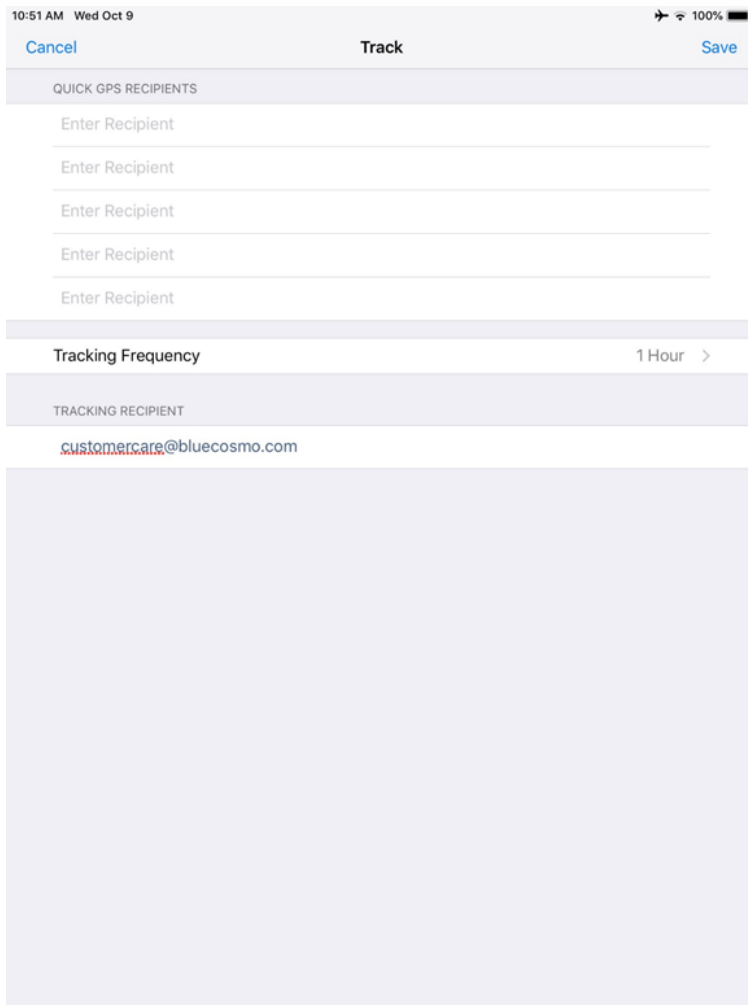 10:51 AM Wed Oct 9 100%
Cancel Track Save
QUICK GPS RECIPIENTS
Enter Recipient
Enter Recipient
Enter Recipient
Enter Recipient
Enter Recipient
Tracking Frequency 1 Hour >
TRACKING RECIPIENT
customercare@bluecosmo.com